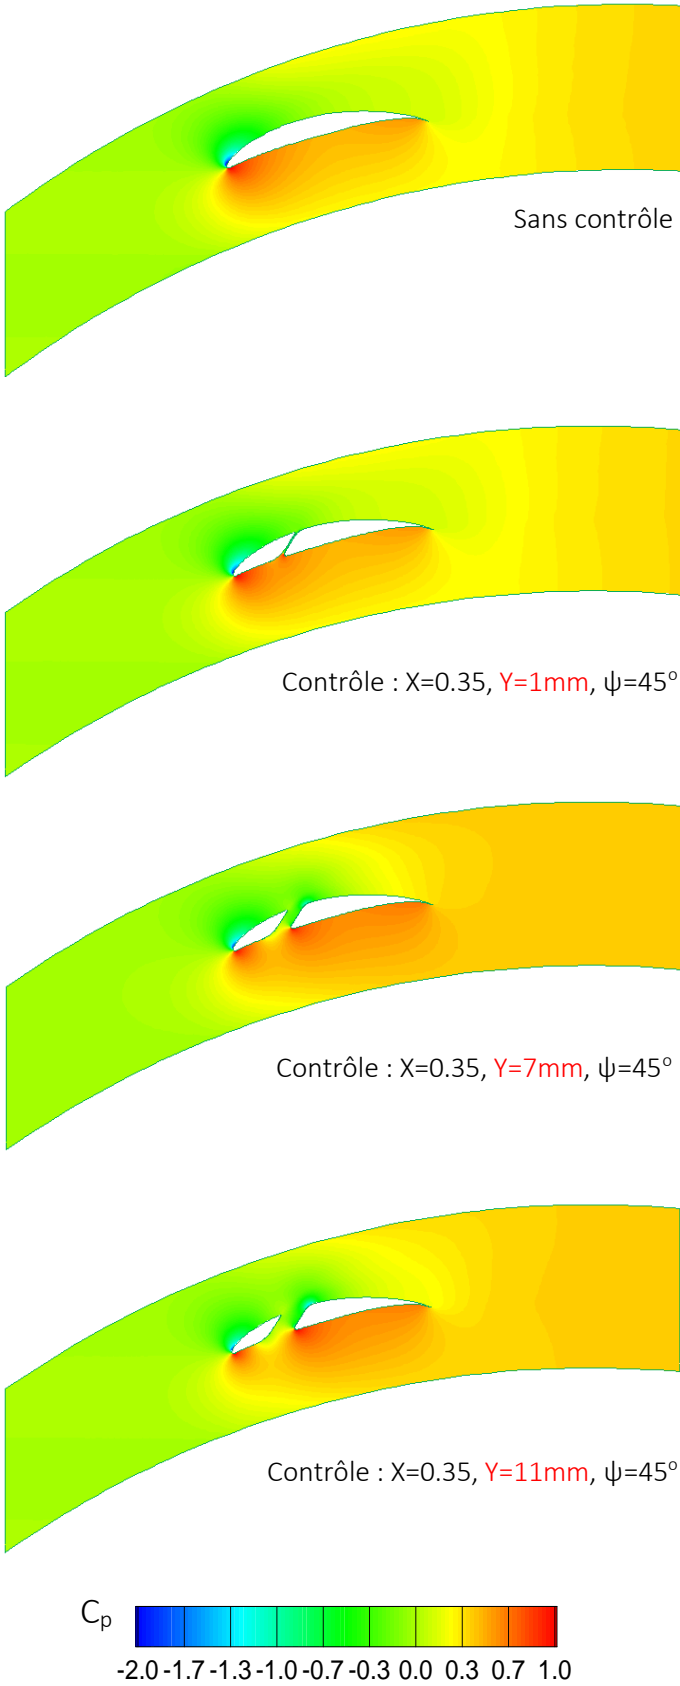 Sans contrôle
Contrôle : X=0.35, Y=1mm, ψ=45°
Contrôle : X=0.35, Y=7mm, ψ=45°
Contrôle : X=0.35, Y=11mm, ψ=45°
Cp
-2.0 -1.7 -1.3 -1.0 -0.7 -0.3 0.0 0.3 0.7 1.0